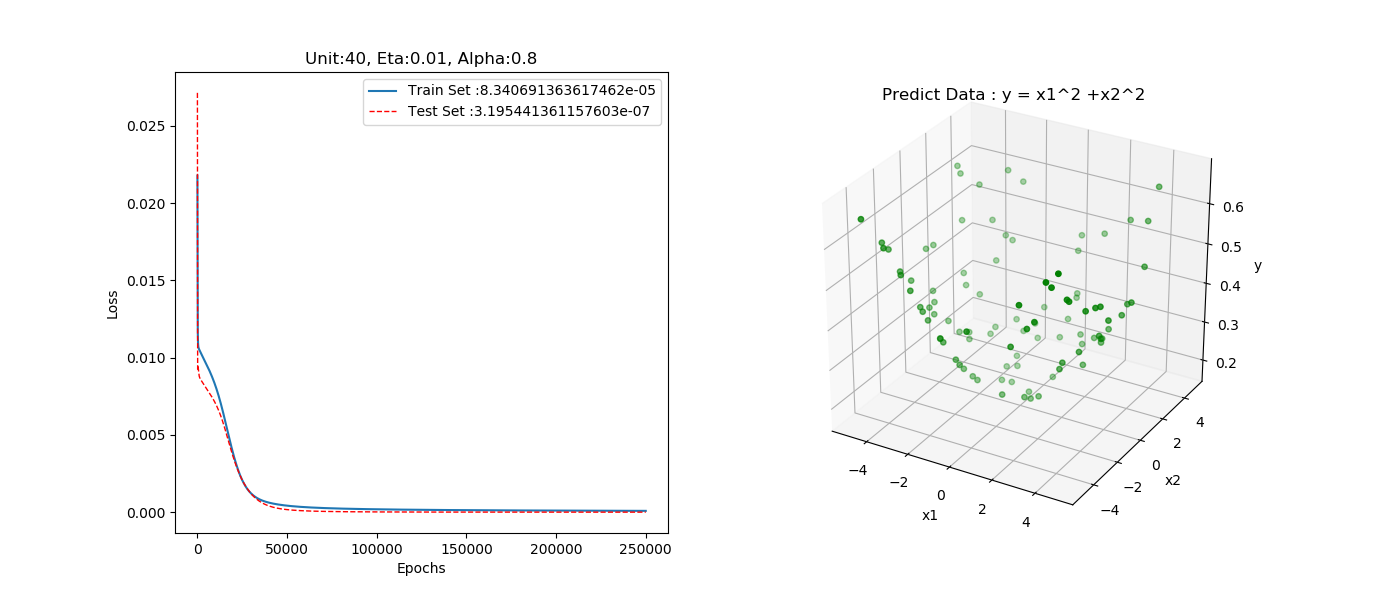 Unit:40, Eta:0.01, Alpha:0.8
Train Set :8.340691363617462e-05
Test Set :3.195441361157603e-07
0.025
0.020
0.015
0.010
0.005
0.000
Loss
0 50000 100000 150000 200000 250000
Epochs
Predict Data : y = x1^2 +x2^2
0.6
0.5
0.4
0.3
0.2
y
−4 −2 0 2 4
x1
−4 −2 0 2 4
x2